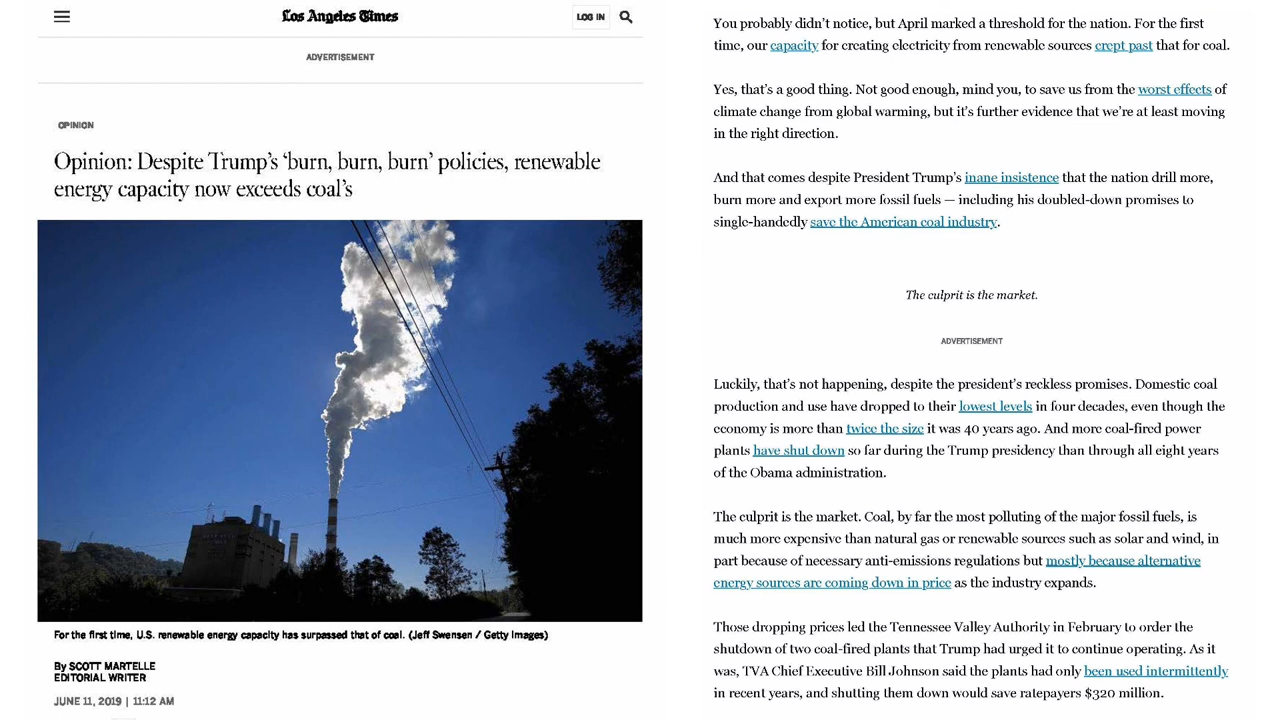 Los Angeles Times
LOG IN
ADVERTISEMENT
OPINION
Opinion: Despite Trump's 'burn, burn, burn' policies, renewable
energy capacity now exceeds coal's
For the first time, U.S. renewable energy capacity has surpassed that of coal. (Jeff Swensen / Getty Images)
By SCOTT MARTELLE
EDITORIAL WRITER
JUNE 11, 2019 | 11:12 AM
You probably didn't notice, but April marked a threshold for the nation. For the first
time, our capacity for creating electricity from renewable sources crept past that for coal.
Yes, that's a good thing. Not good enough, mind you, to save us from the worst effects of
climate change from global warming, but it's further evidence that we're at least moving
in the right direction.
And that comes despite President Trump's inane insistence that the nation drill more,
burn more and export more fossil fuels — including his doubled-down promises to
single-handedly save the American coal industry.
The culprit is the market.
ADVERTISEMENT
Luckily, that's not happening, despite the president's reckless promises. Domestic coal
production and use have dropped to their lowest levels in four decades, even though the
economy is more than twice the size it was 40 years ago. And more coal-fired power
plants have shut down so far during the Trump presidency than through all eight years
of the Obama administration.
The culprit is the market. Coal, by far the most polluting of the major fossil fuels, is
much more expensive than natural gas or renewable sources such as solar and wind, in
part because of necessary anti-emissions regulations but mostly because alternative
energy sources are coming down in price as the industry expands.
Those dropping prices led the Tennessee Valley Authority in February to order the
shutdown of two coal-fired plants that Trump had urged it to continue operating. As it
was, TVA Chief Executive Bill Johnson said the plants had only been used intermittently
in recent years, and shutting them down would save ratepayers $320 million.